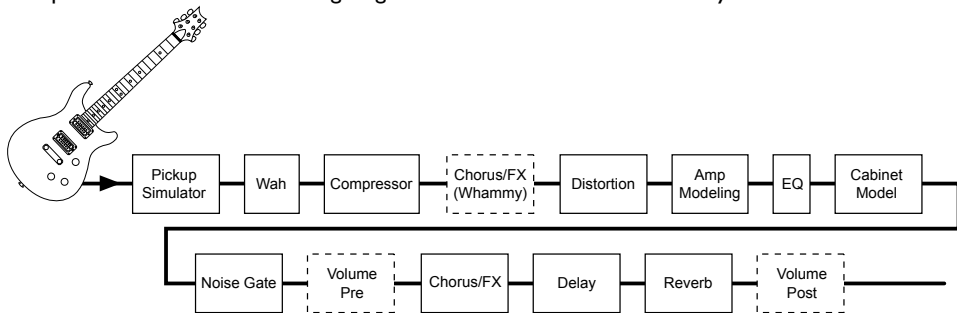 Pickup
Simulator
Wah
Compressor
Chorus/FX
(Whammy)
Distortion
Amp
Modeling
EQ
Cabinet
Model
Noise Gate
Volume
Pre
Chorus/FX
Delay
Reverb
Volume
Post